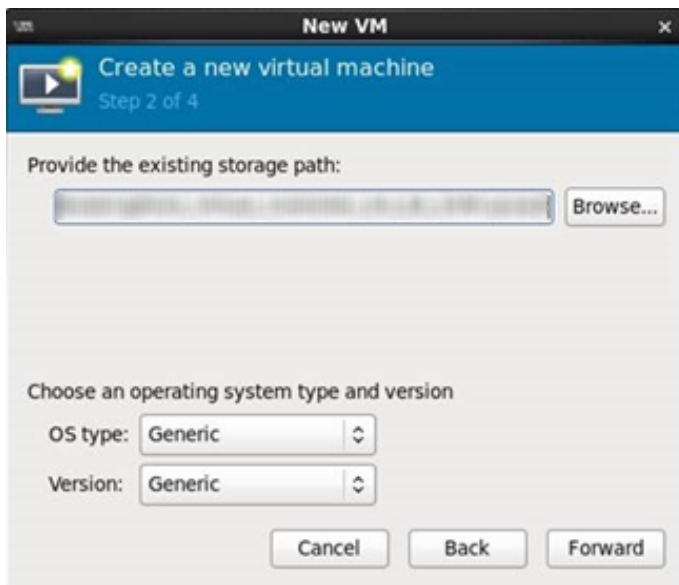 New VM
Create a new virtual machine
Step 2 of 4
Provide the existing storage path:
Browse...
Choose an operating system type and version
OS type: Generic
Version: Generic
Cancel Back Forward